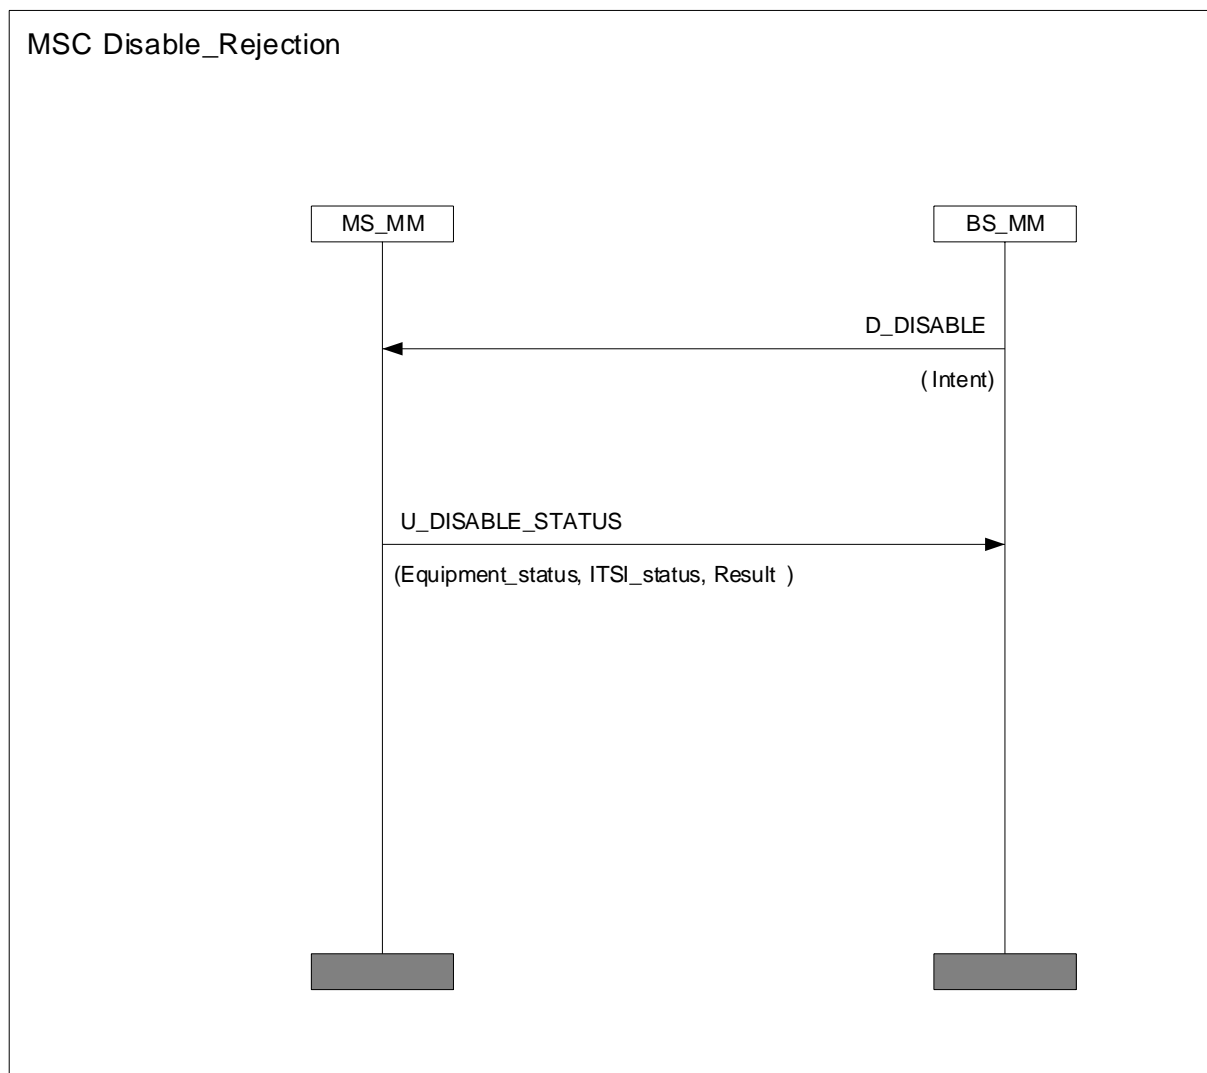 MSC Disable_Rejection
MS_MM
BS_MM
D_DISABLE
(Intent)
U_DISABLE_STATUS
(Equipment_status, ITSI_status, Result )